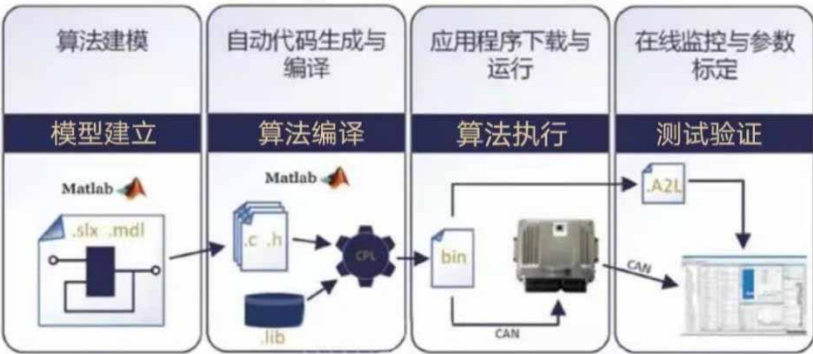 算法建模
自动代码生成与
编译
应用程序下载与
运行
在线监控与参数
标定
模型建立
算法编译
算法执行
测试验证
Matlab
.slx .mdl
Matlab
.c .h
CPL
.lib
bin
CAN
.A2L
CAN